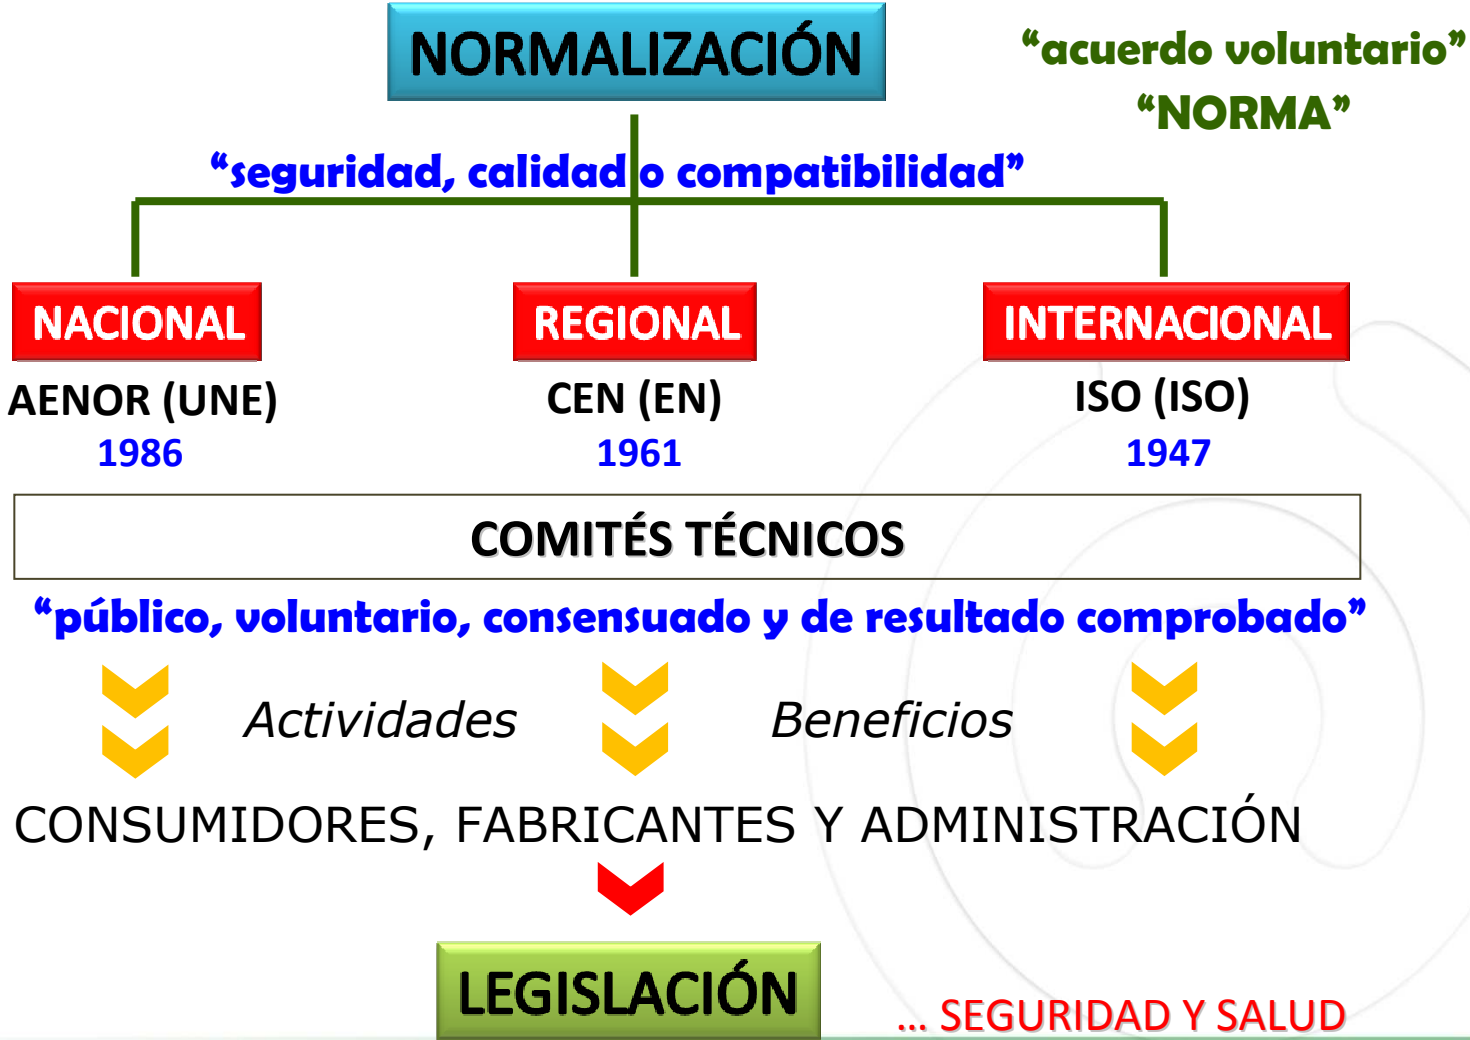 NORMALIZACIÓN
“acuerdo voluntario”
“NORMA”
“seguridad, calidad o compatibilidad”
NACIONAL
REGIONAL
INTERNACIONAL
AENOR (UNE)
CEN (EN)
ISO (ISO)
1986
1961
1947
COMITÉS TÉCNICOS
“público, voluntario, consensuado y de resultado comprobado”
Actividades
Beneficios
CONSUMIDORES, FABRICANTES Y ADMINISTRACIÓN
LEGISLACIÓN
... SEGURIDAD Y SALUD